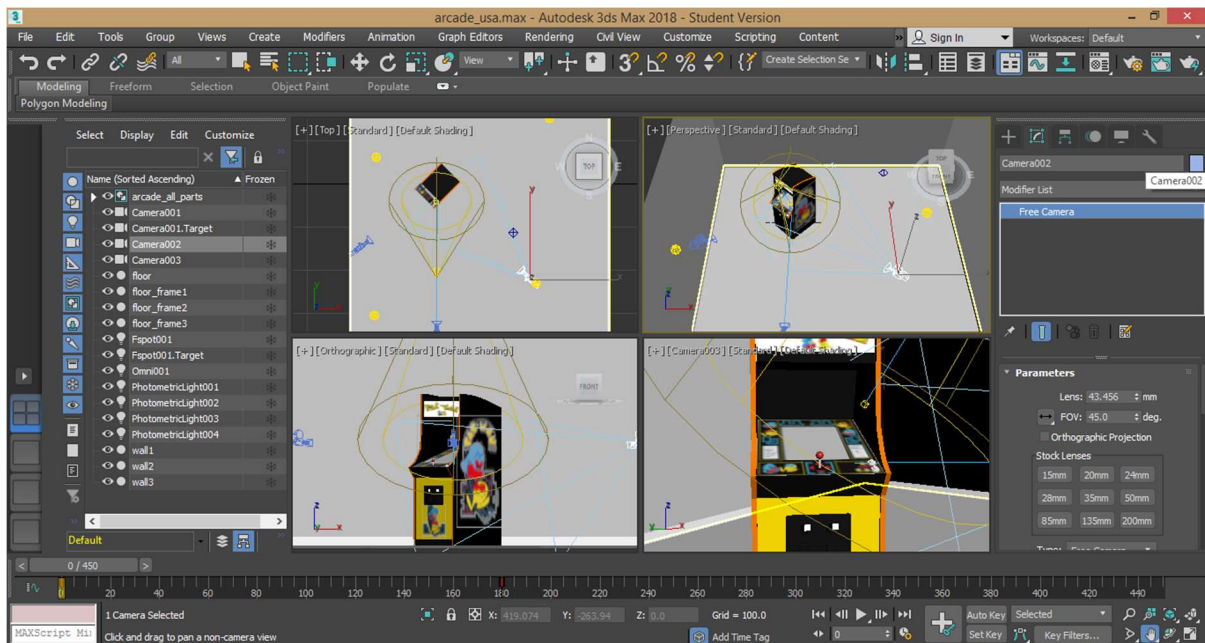 arcade_usa.max - Autodesk 3ds Max 2018 - Student Version
File Edit Tools Group Views Create Modifiers Animation Graph Editors Rendering Civil View Customize Scripting Content » Sign In Workspaces: Default
All View Create Selection Se
Modeling Freeform Selection Object Paint Populate
Polygon Modeling
Select Display Edit Customize
Name (Sorted Ascending) Frozen
arcade_all_parts
Camera001
Camera001.Target
Camera002
Camera003
floor
floor_frame1
floor_frame2
floor_frame3
Fspot001
Fspot001.Target
Omni001
PhotometricLight001
PhotometricLight002
PhotometricLight003
PhotometricLight004
wall1
wall2
wall3
Default
[+] [Top] [Standard] [Default Shading]
TOP
[+] [Perspective] [Standard] [Default Shading]
TOP
FRONT
[+] [Orthographic] [Standard] [Default Shading]
FRONT
[+] [Camera003] [Standard] [Default Shading]
Camera002
Camera002
Modifier List
Free Camera
Parameters
Lens: 43.456 mm
FOV: 45.0 deg.
Orthographic Projection
Stock Lenses
15mm 20mm 24mm
28mm 35mm 50mm
85mm 135mm 200mm
Type: Free Camera
< 0 / 450 >
0 20 40 60 80 100 120 140 160 180 200 220 240 260 280 300 320 340 360 380 400 420 440
1 Camera Selected X: 419.074 Y: -263.94 Z: 0.0 Grid = 100.0 Auto Key Selected
MAXScript Mi Click and drag to pan a non-camera view Add Time Tag 0 Set Key Key Filters...